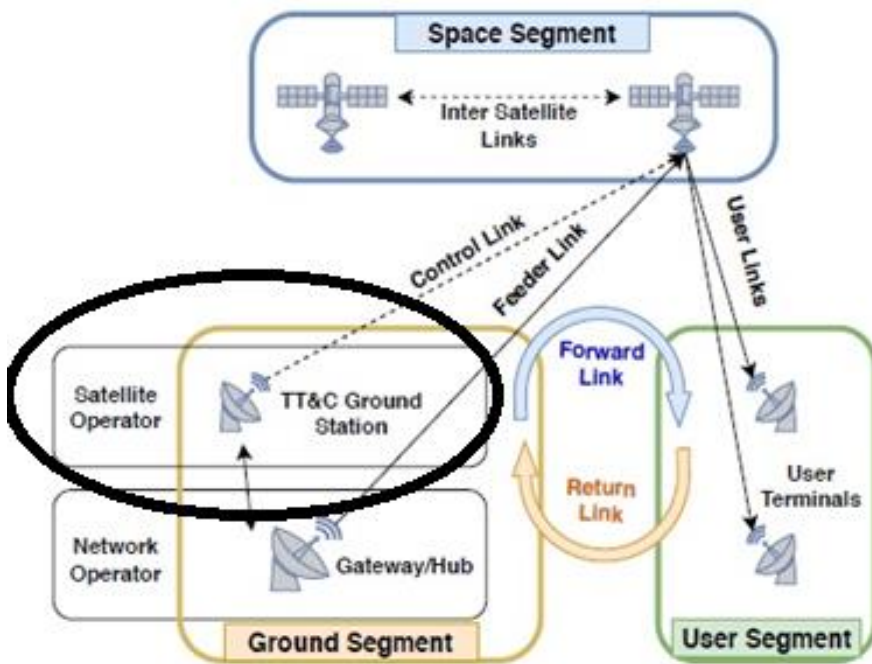 Space Segment
Inter Satellite
Links
Control Link
Feeder Link
User Links
Satellite
Operator
TT&C Ground
Station
Forward
Link
Return
Link
User
Terminals
Network
Operator
Gateway/Hub
Ground Segment
User Segment